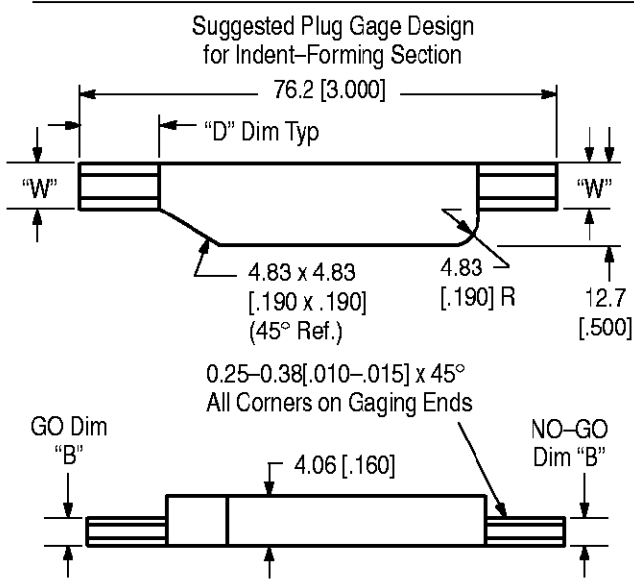 Suggested Plug Gage Design
for Indent–Forming Section
76.2 [3.000]
“D” Dim Typ
“W”
“W”
4.83 x 4.83
[.190 x .190]
(45° Ref.)
4.83
[.190] R
12.7
[.500]
0.25–0.38[.010–.015] x 45°
All Corners on Gaging Ends
GO Dim
“B”
NO–GO
Dim “B”
4.06 [.160]